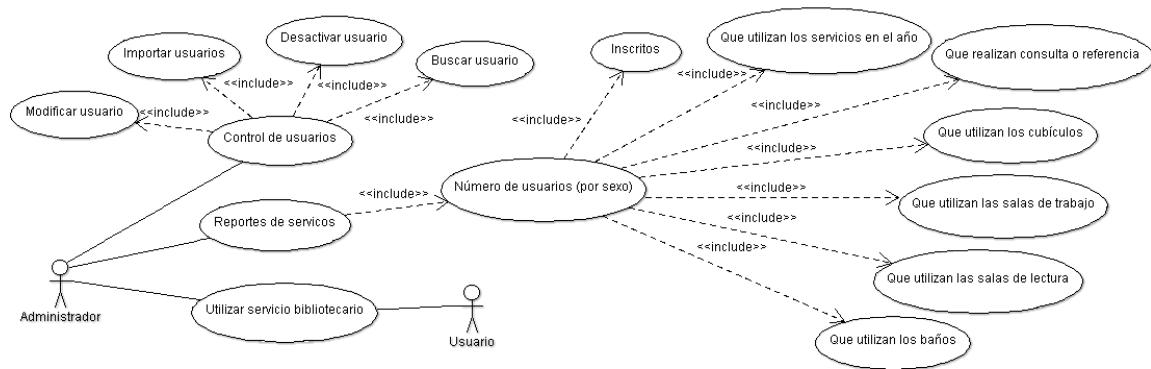 Importar usuarios
Desactivar usuario
Buscar usuario
Modificar usuario
<<include>>
<<include>>
<<include>>
<<include>>
Control de usuarios
Inscritos
Que utilizan los servicios en el año
Que realizan consulta o referencia
<<include>>
<<include>>
<<include>>
Que utilizan los cubículos
<<include>>
Número de usuarios (por sexo)
<<include>>
Que utilizan las salas de trabajo
<<include>>
<<include>>
Que utilizan las salas de lectura
Que utilizan los baños
Reportes de servicos
<<include>>
Utilizar servicio bibliotecario
Administrador
Usuario